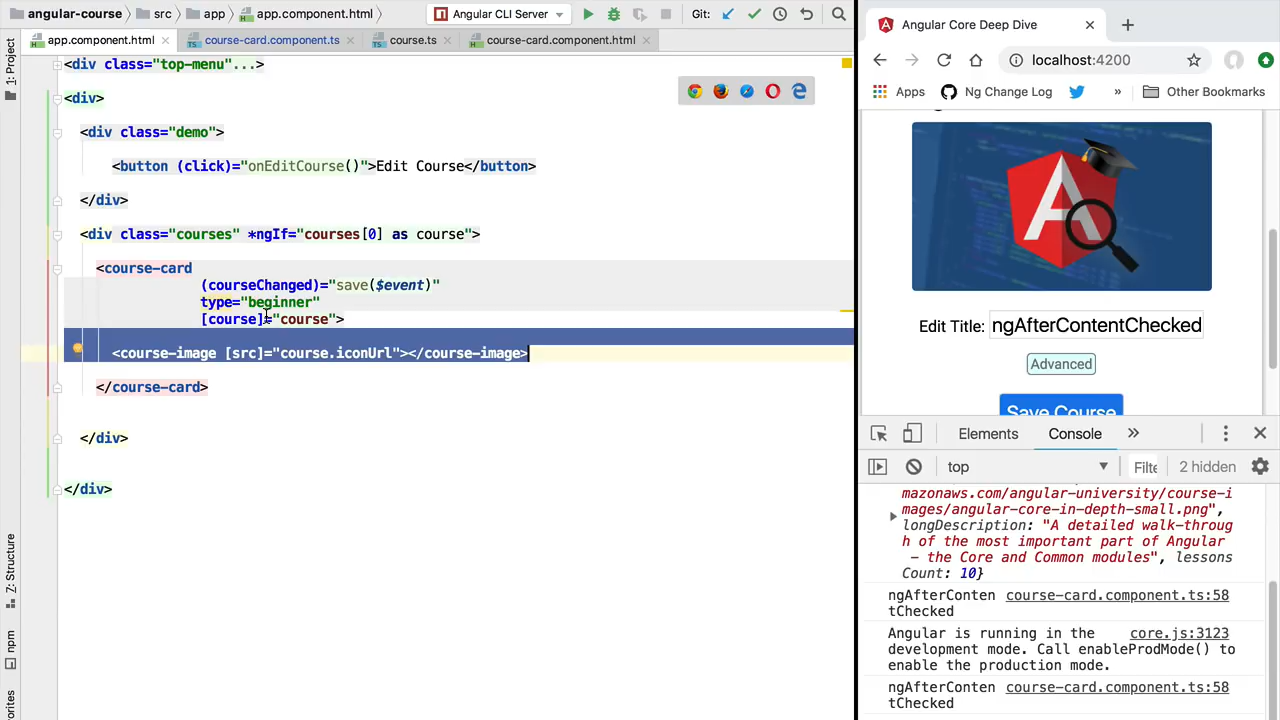 angular-course src app app.component.html Angular CLI Server Git:
app.component.html course-card.component.ts course.ts course-card.component.html
1: Project
Z: Structure
npm
vorites
<div class="top-menu"...>
<div>
<div class="demo">
<button (click)="onEditCourse()">Edit Course</button>
</div>
<div class="courses" *ngIf="courses[0] as course">
<course-card
(courseChanged)="save($event)"
type="beginner"
[course]="course">
<course-image [src]="course.iconUrl"></course-image>
</course-card>
</div>
</div>
Angular Core Deep Dive
localhost:4200
Apps Ng Change Log » Other Bookmarks
Edit Title: ngAfterContentChecked
Advanced
Save Course
Elements Console »
top Filte 2 hidden
mazonaws.com/angular-university/course-i
mages/angular-core-in-depth-small.png",
longDescription: "A detailed walk-throug
h of the most important part of Angular
- the Core and Common modules", lessons
Count: 10}
ngAfterConten course-card.component.ts:58
tChecked
Angular is running in the core.js:3123
development mode. Call enableProdMode() to
enable the production mode.
ngAfterConten course-card.component.ts:58
tChecked